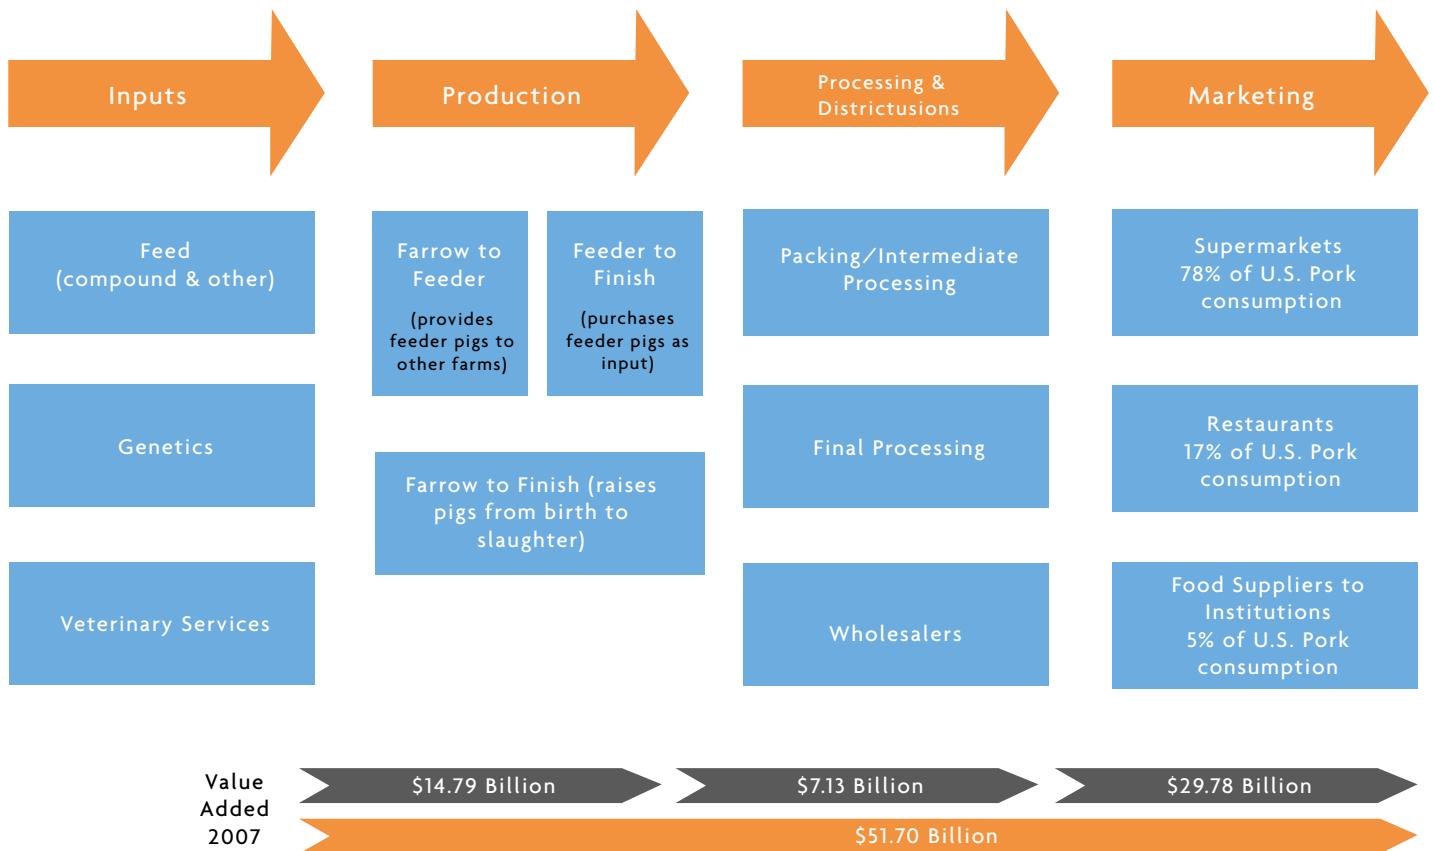 Inputs
Production
Processing &
Districtusions
Marketing
Feed
(compound & other)
Genetics
Veterinary Services
Farrow to
Feeder
(provides
feeder pigs to
other farms)
Feeder to
Finish
(purchases
feeder pigs as
input)
Farrow to Finish (raises
pigs from birth to
slaughter)
Packing/Intermediate
Processing
Final Processing
Wholesalers
Supermarkets
78% of U.S. Pork
consumption
Restaurants
17% of U.S. Pork
consumption
Food Suppliers to
Institutions
5% of U.S. Pork
consumption
Value
Added
2007
$14.79 Billion
$7.13 Billion
$29.78 Billion
$51.70 Billion